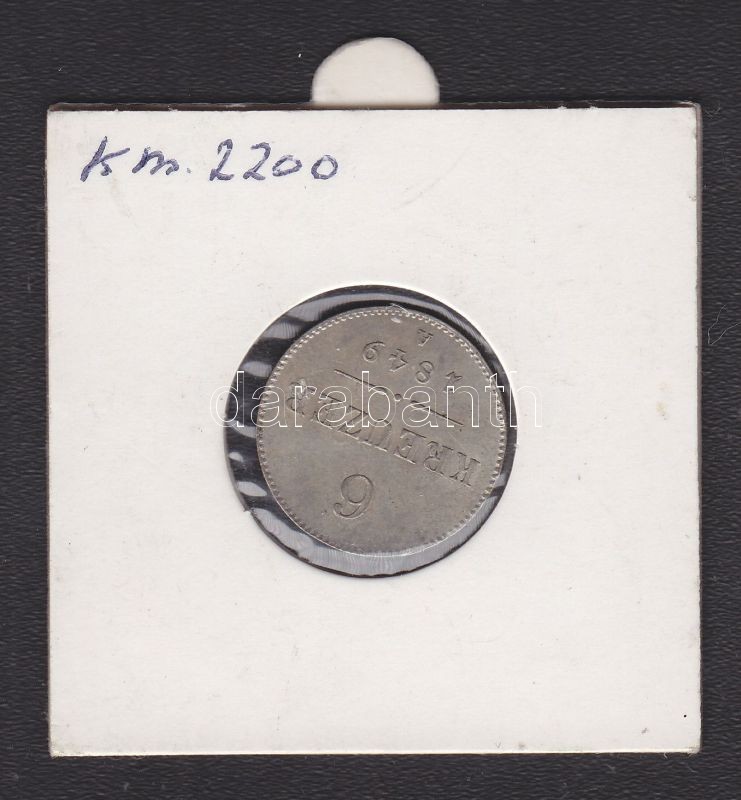 Km. 2200
6
KREUZER
1849
A
darabanth